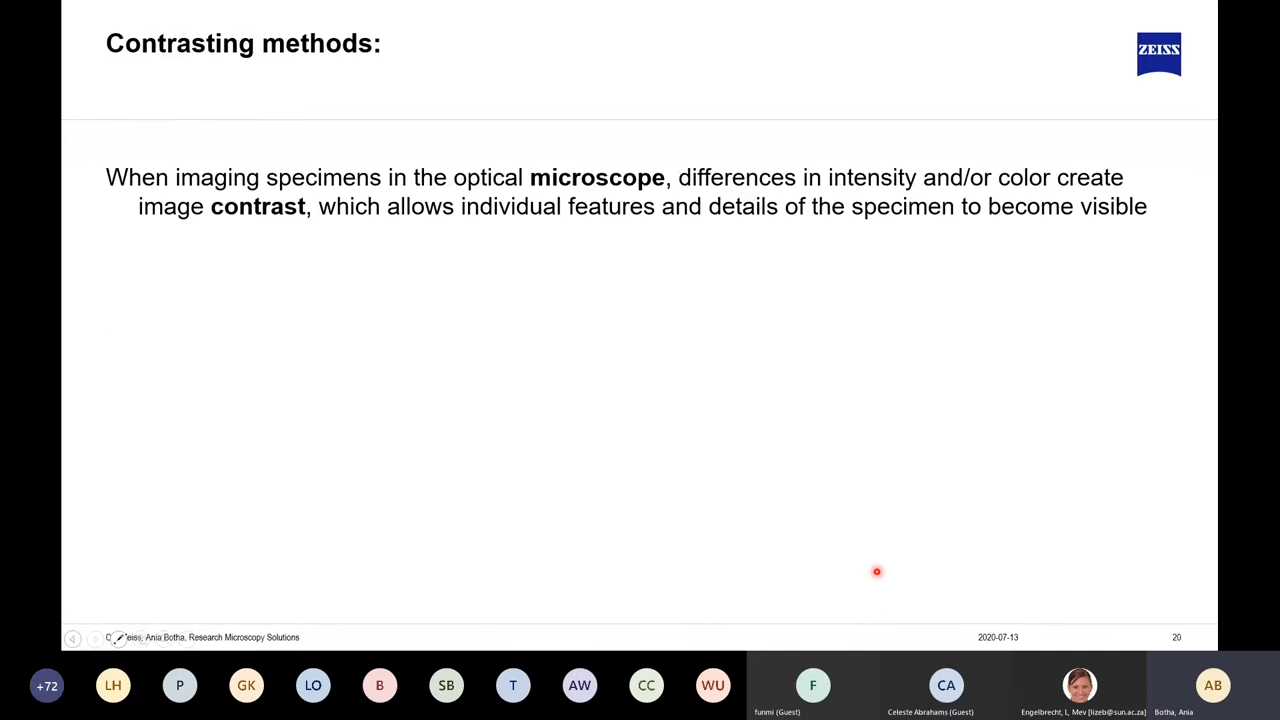 Contrasting methods:
ZEISS
When imaging specimens in the optical microscope, differences in intensity and/or color create
image contrast, which allows individual features and details of the specimen to become visible
Zeiss, Ania Botha, Research Microscopy Solutions
2020-07-13
20
+72
LH
P
GK
LO
B
SB
T
AW
CC
WU
F
CA
AB
funmi (Guest)
Celeste Abrahams (Guest)
Engelbrecht, L, Mev [lizeb@sun.ac.za]
Botha, Ania